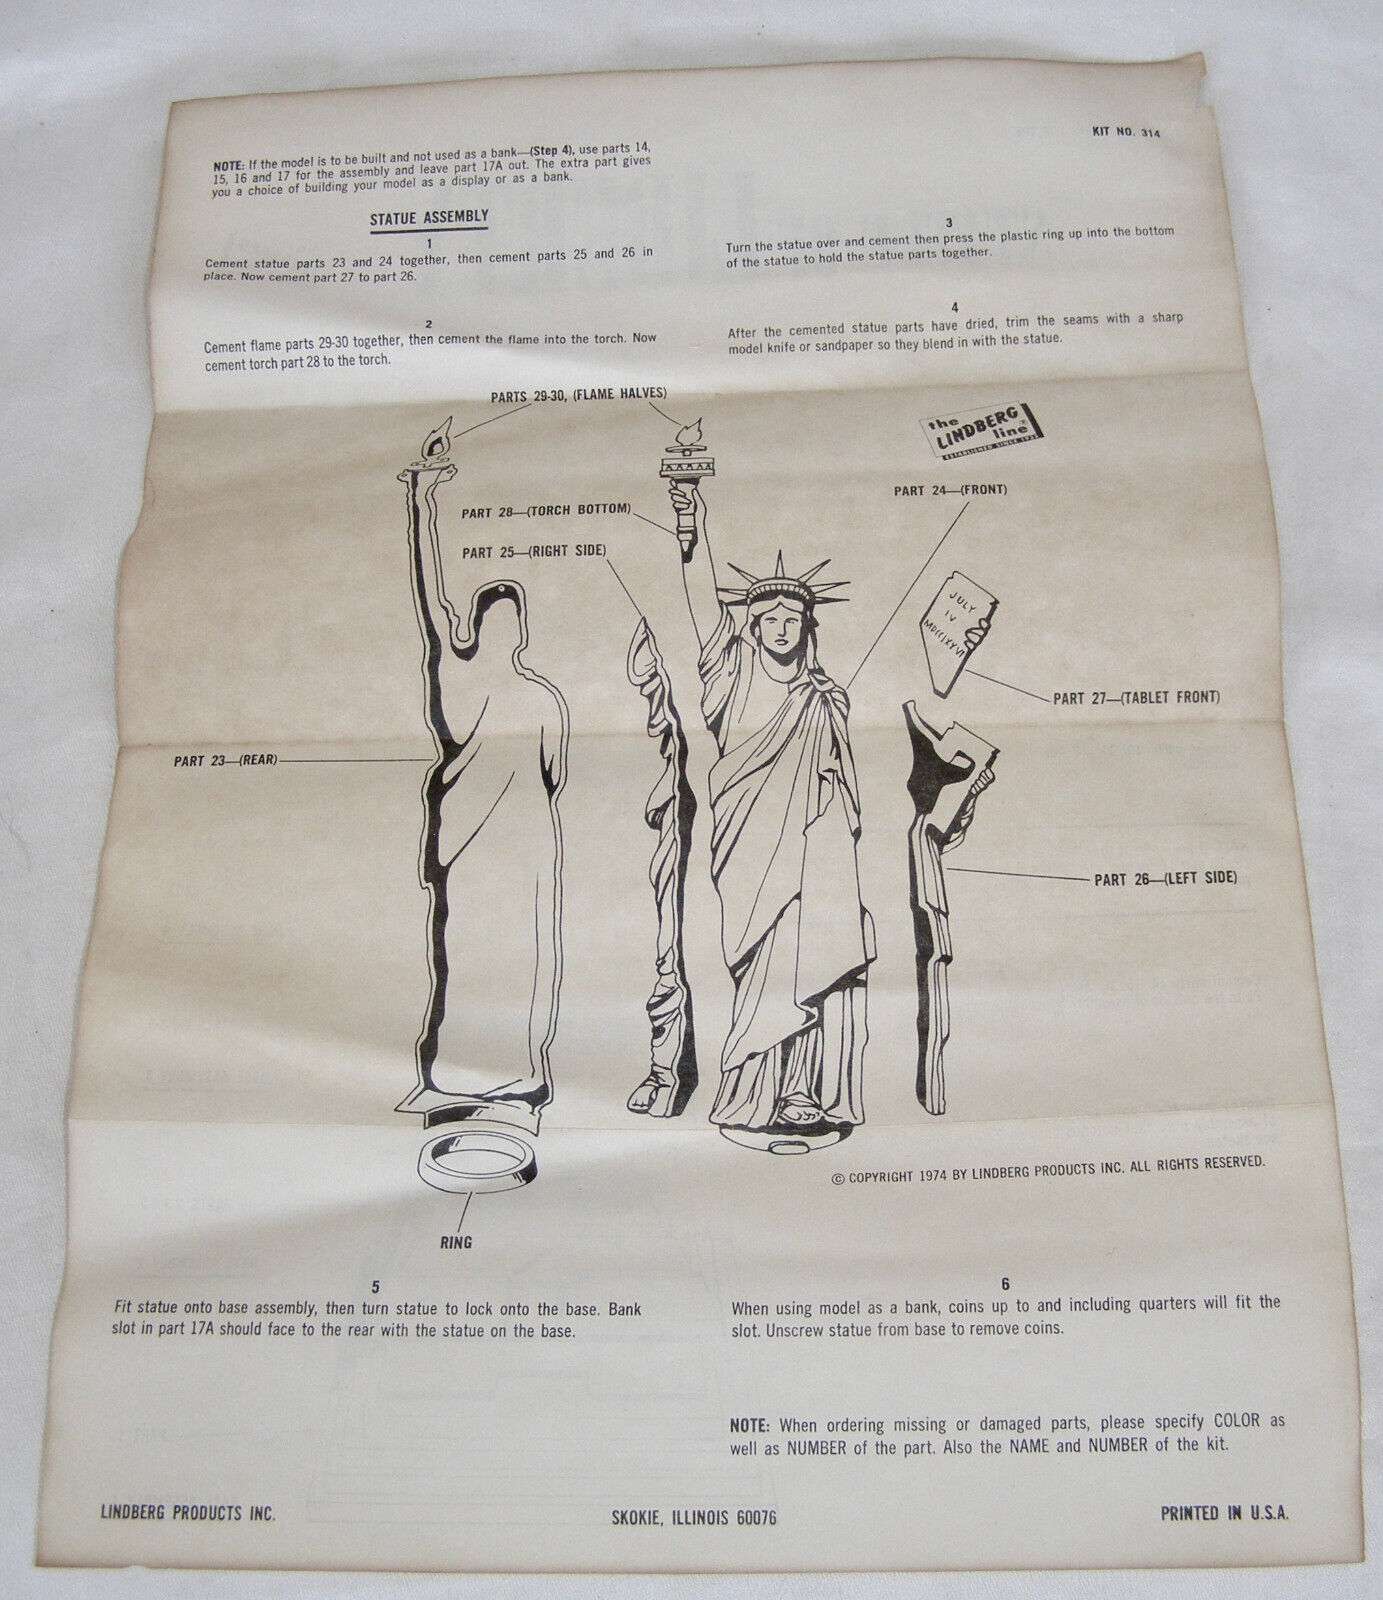 KIT NO. 314
NOTE: If the model is to be built and not used as a bank—(Step 4), use parts 14,
15, 16 and 17 for the assembly and leave part 17A out. The extra part gives
you a choice of building your model as a display or as a bank.
STATUE ASSEMBLY
1
Cement statue parts 23 and 24 together, then cement parts 25 and 26 in
place. Now cement part 27 to part 26.
2
Cement flame parts 29-30 together, then cement the flame into the torch. Now
cement torch part 28 to the torch.
3
Turn the statue over and cement then press the plastic ring up into the bottom
of the statue to hold the statue parts together.
4
After the cemented statue parts have dried, trim the seams with a sharp
model knife or sandpaper so they blend in with the statue.
PARTS 29-30, (FLAME HALVES)
the
LINDBERG
line®
ESTABLISHED SINCE 1933
PART 24—(FRONT)
PART 28—(TORCH BOTTOM)
PART 25—(RIGHT SIDE)
JULY
IV
MDCCLXXVI
PART 27—(TABLET FRONT)
PART 23—(REAR)
PART 26—(LEFT SIDE)
© COPYRIGHT 1974 BY LINDBERG PRODUCTS INC. ALL RIGHTS RESERVED.
RING
5
Fit statue onto base assembly, then turn statue to lock onto the base. Bank
slot in part 17A should face to the rear with the statue on the base.
6
When using model as a bank, coins up to and including quarters will fit the
slot. Unscrew statue from base to remove coins.
NOTE: When ordering missing or damaged parts, please specify COLOR as
well as NUMBER of the part. Also the NAME and NUMBER of the kit.
LINDBERG PRODUCTS INC.
SKOKIE, ILLINOIS 60076
PRINTED IN U.S.A.